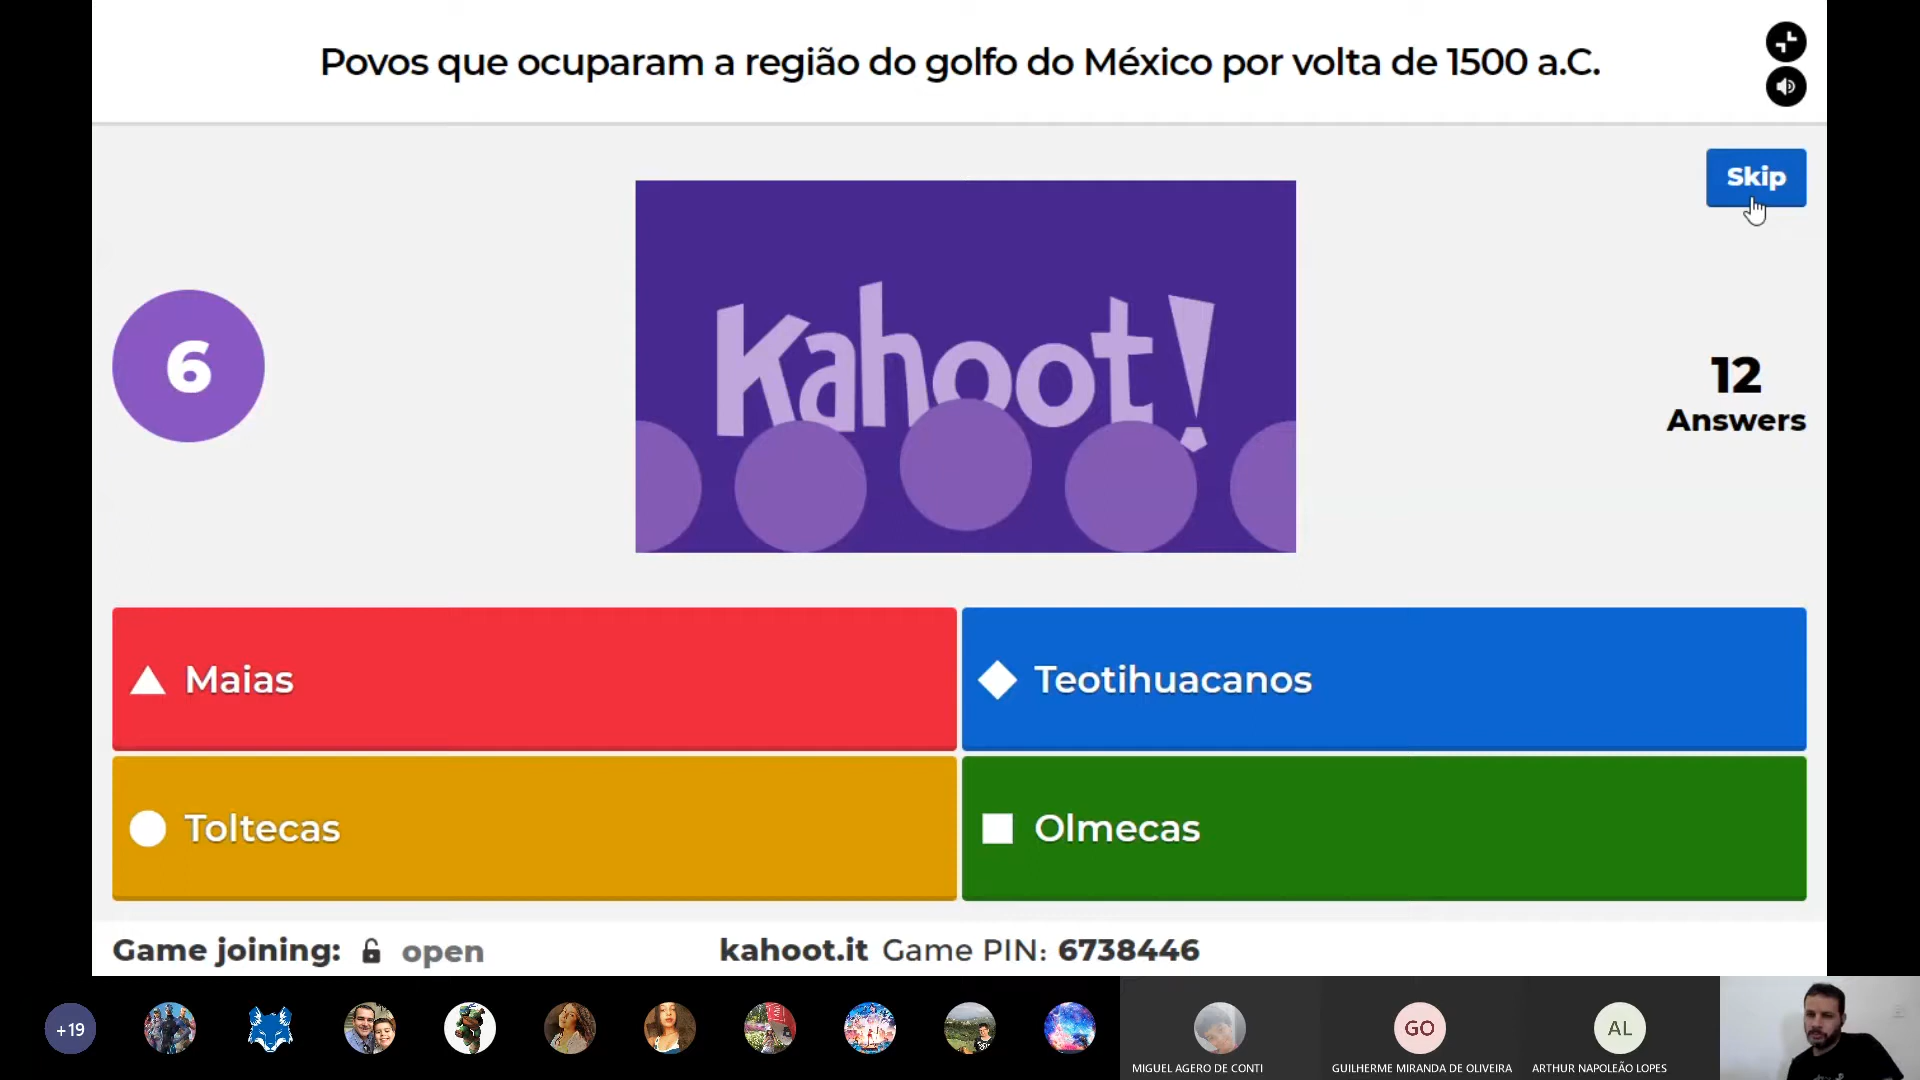 Povos que ocuparam a região do golfo do México por volta de 1500 a.C.
Skip
6
Kahoot!
12
Answers
Maias
Teotihuacanos
Toltecas
Olmecas
Game joining: open
kahoot.it Game PIN: 6738446
+19
GO
AL
MIGUEL AGERO DE CONTI
GUILHERME MIRANDA DE OLIVEIRA
ARTHUR NAPOLEÃO LOPES